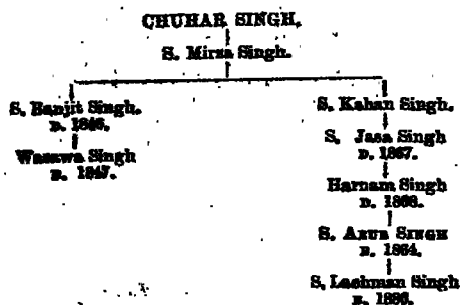 CHUHAR SINGH.
S. Mirza Singh.
S. Ranjit Singh.
D. 1846.
Wasawa Singh
D. 1847.
S. Kahan Singh.
S. Jasa Singh
D. 1867.
Harnam Singh
D. 1868.
S. ARUR SINGH
B. 1864.
S. Lachman Singh
B. 1886.